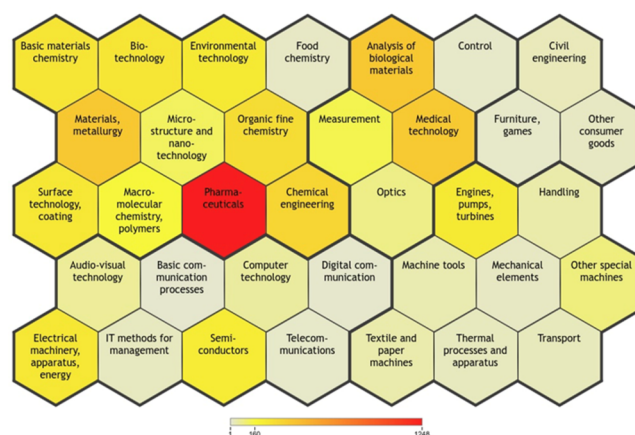 Basic materials
chemistry
Bio-
technology
Environmental
technology
Food
chemistry
Analysis of
biological
materials
Control
Civil
engineering
Materials,
metallurgy
Micro-
structure and
nano-
technology
Organic fine
chemistry
Measurement
Medical
technology
Furniture,
games
Other
consumer
goods
Surface
technology,
coating
Macro-
molecular
chemistry,
polymers
Pharma-
ceuticals
Chemical
engineering
Optics
Engines,
pumps,
turbines
Handling
Audio-visual
technology
Basic com-
munication
processes
Computer
technology
Digital com-
munication
Machine tools
Mechanical
elements
Other special
machines
Electrical
machinery,
apparatus,
energy
IT methods for
management
Semi-
conductors
Telecom-
munications
Textile and
paper
machines
Thermal
processes and
apparatus
Transport
1 160 1248